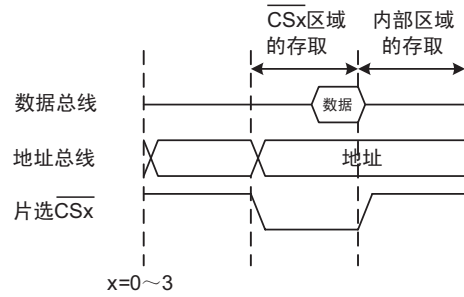 CSx区域
的存取
内部区域
的存取
数据总线
数据
地址总线
地址
片选CSx
x=0～3